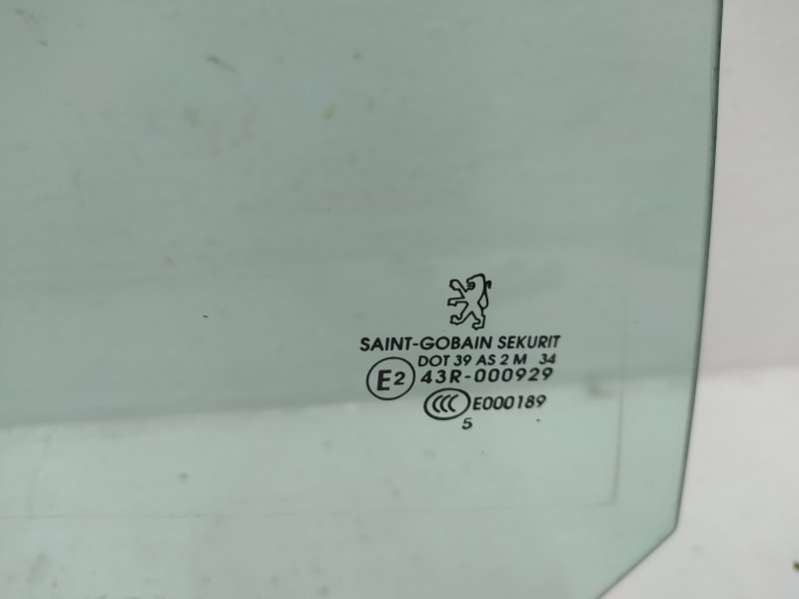 SAINT-GOBAIN SEKURIT
DOT 39 AS 2 M 34
E2 43R-000929
CCC E000189
5